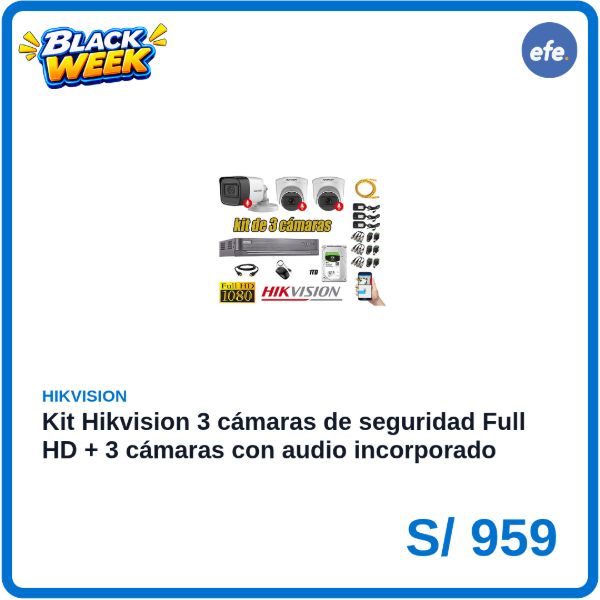 BLACK
WEEK
efe.
kit de 3 cámaras
1TB
Full HD
1080
HIKVISION
HIKVISION
Kit Hikvision 3 cámaras de seguridad Full
HD + 3 cámaras con audio incorporado
S/ 959